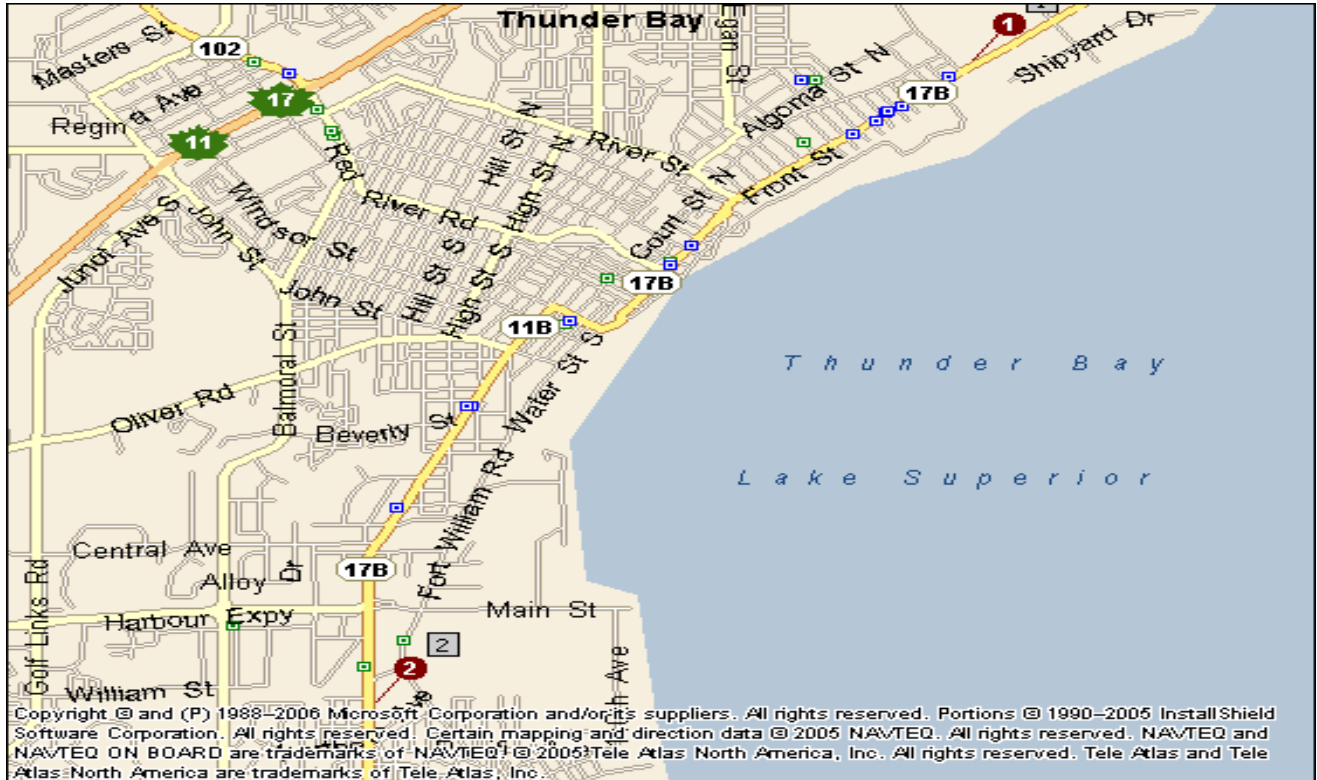 Thunder Bay
1
1
Shipyard Dr
Masters St
102
17
St
Algoma St N
17B
Regina Ave
11
Red River Rd
Hill St N
High St N
River St
Court St N
Front St
Windsor St
John St
Hill St S
High St S
17B
John St
11B
Balmoral St
Water St S
Thunder Bay
Oliver Rd
Beverly St
Lake Superior
Fort William Rd
Central Ave
17B
Alloy Dr
Golf Links Rd
Harbour Expy
Main St
2
2
William St
Ave
Copyright © and (P) 1988–2006 Microsoft Corporation and/or its suppliers. All rights reserved. Portions © 1990–2005 InstallShield
Software Corporation. All rights reserved. Certain mapping and direction data © 2005 NAVTEQ. All rights reserved. NAVTEQ and
NAVTEQ ON BOARD are trademarks of NAVTEQ. © 2005 Tele Atlas North America, Inc. All rights reserved. Tele Atlas and Tele
Atlas North America are trademarks of Tele Atlas, Inc.